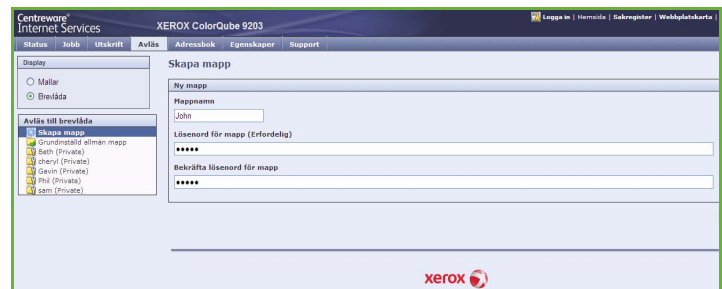 Centreware®
Internet Services
XEROX ColorQube 9203
Logga in | Hemsida | Sakregister | Webbplatskarta |
Status Jobb Utskrift Avläs Adressbok Egenskaper Support
Display
Mallar
Brevlåda
Avläs till brevlåda
Skapa mapp
Grundinställd allmän mapp
Beth (Private)
cheryl (Private)
Gavin (Private)
Phil (Private)
sam (Private)
Skapa mapp
Ny mapp
Mappnamn
John
Lösenord för mapp (Erfordelig)
•••••
Bekräfta lösenord för mapp
•••••
xerox